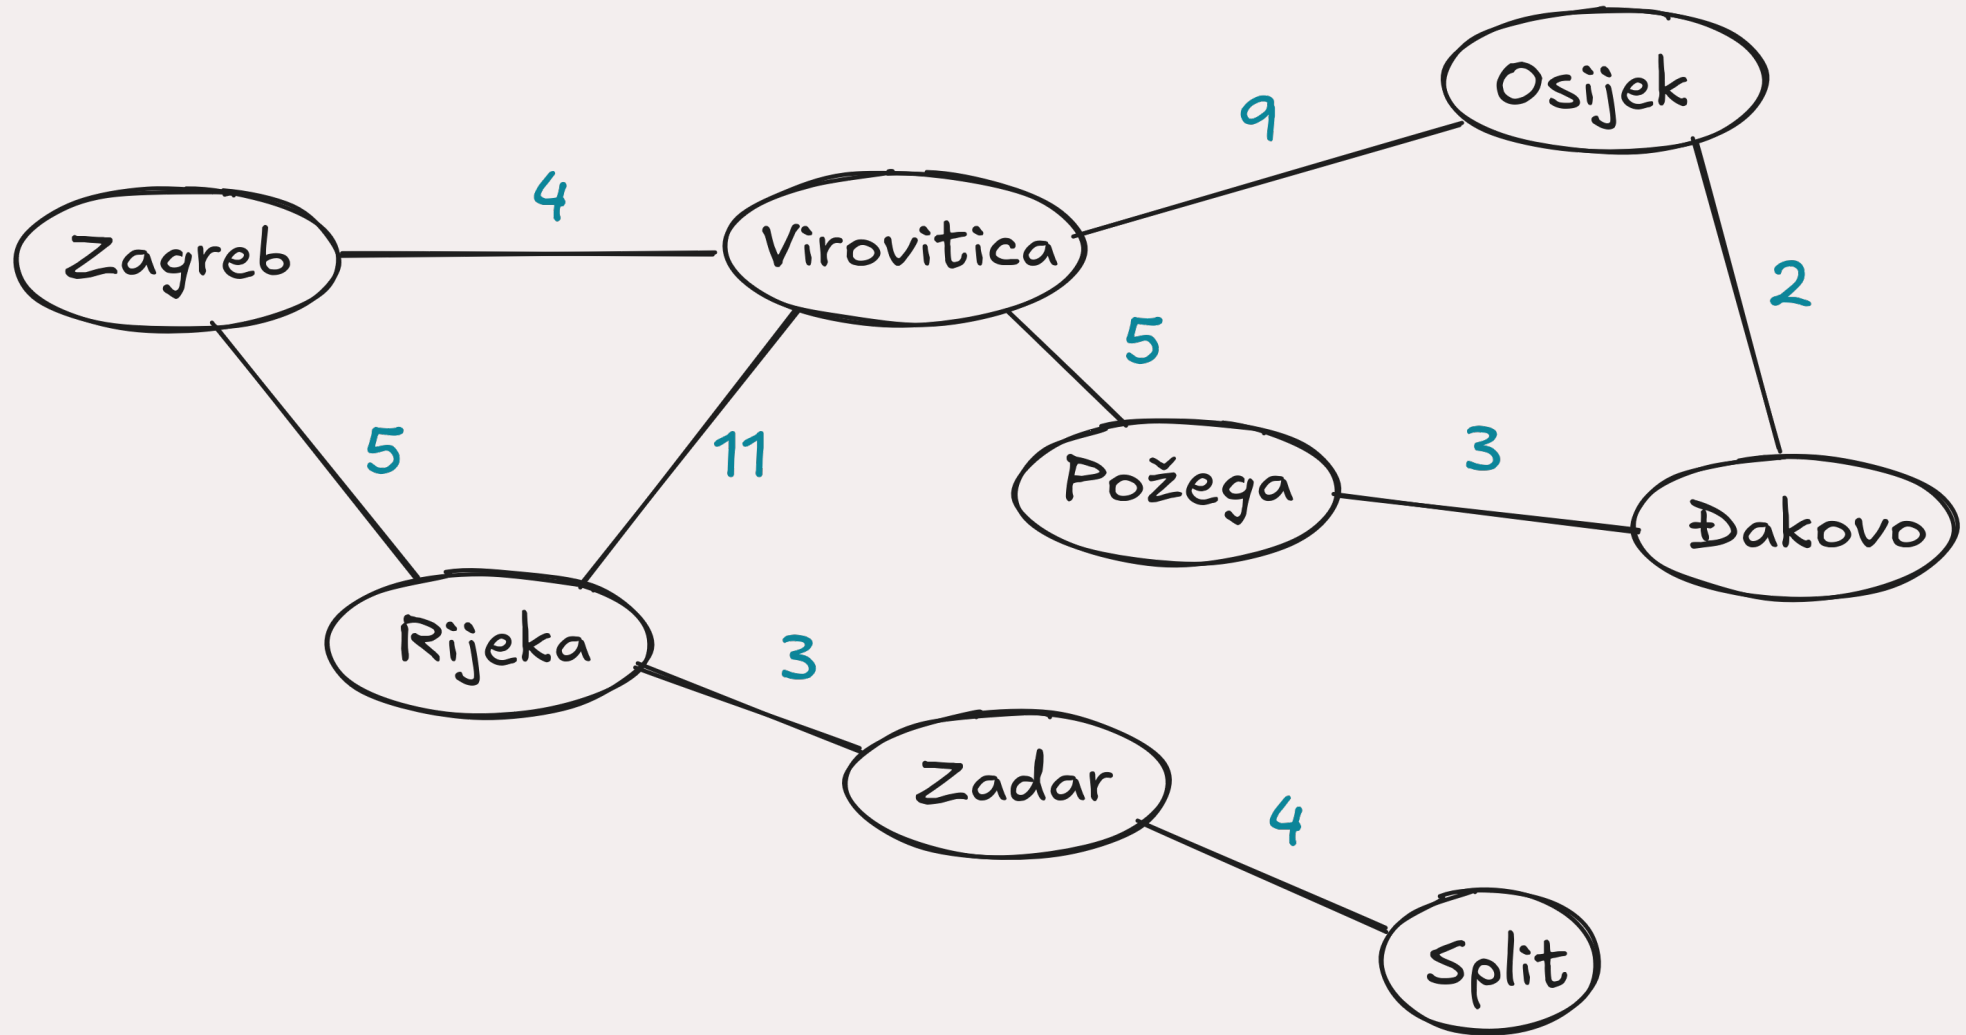 Osijek
9
4
Zagreb
Virovitica
2
5
5
11
3
Požega
Đakovo
Rijeka
3
Zadar
4
Split